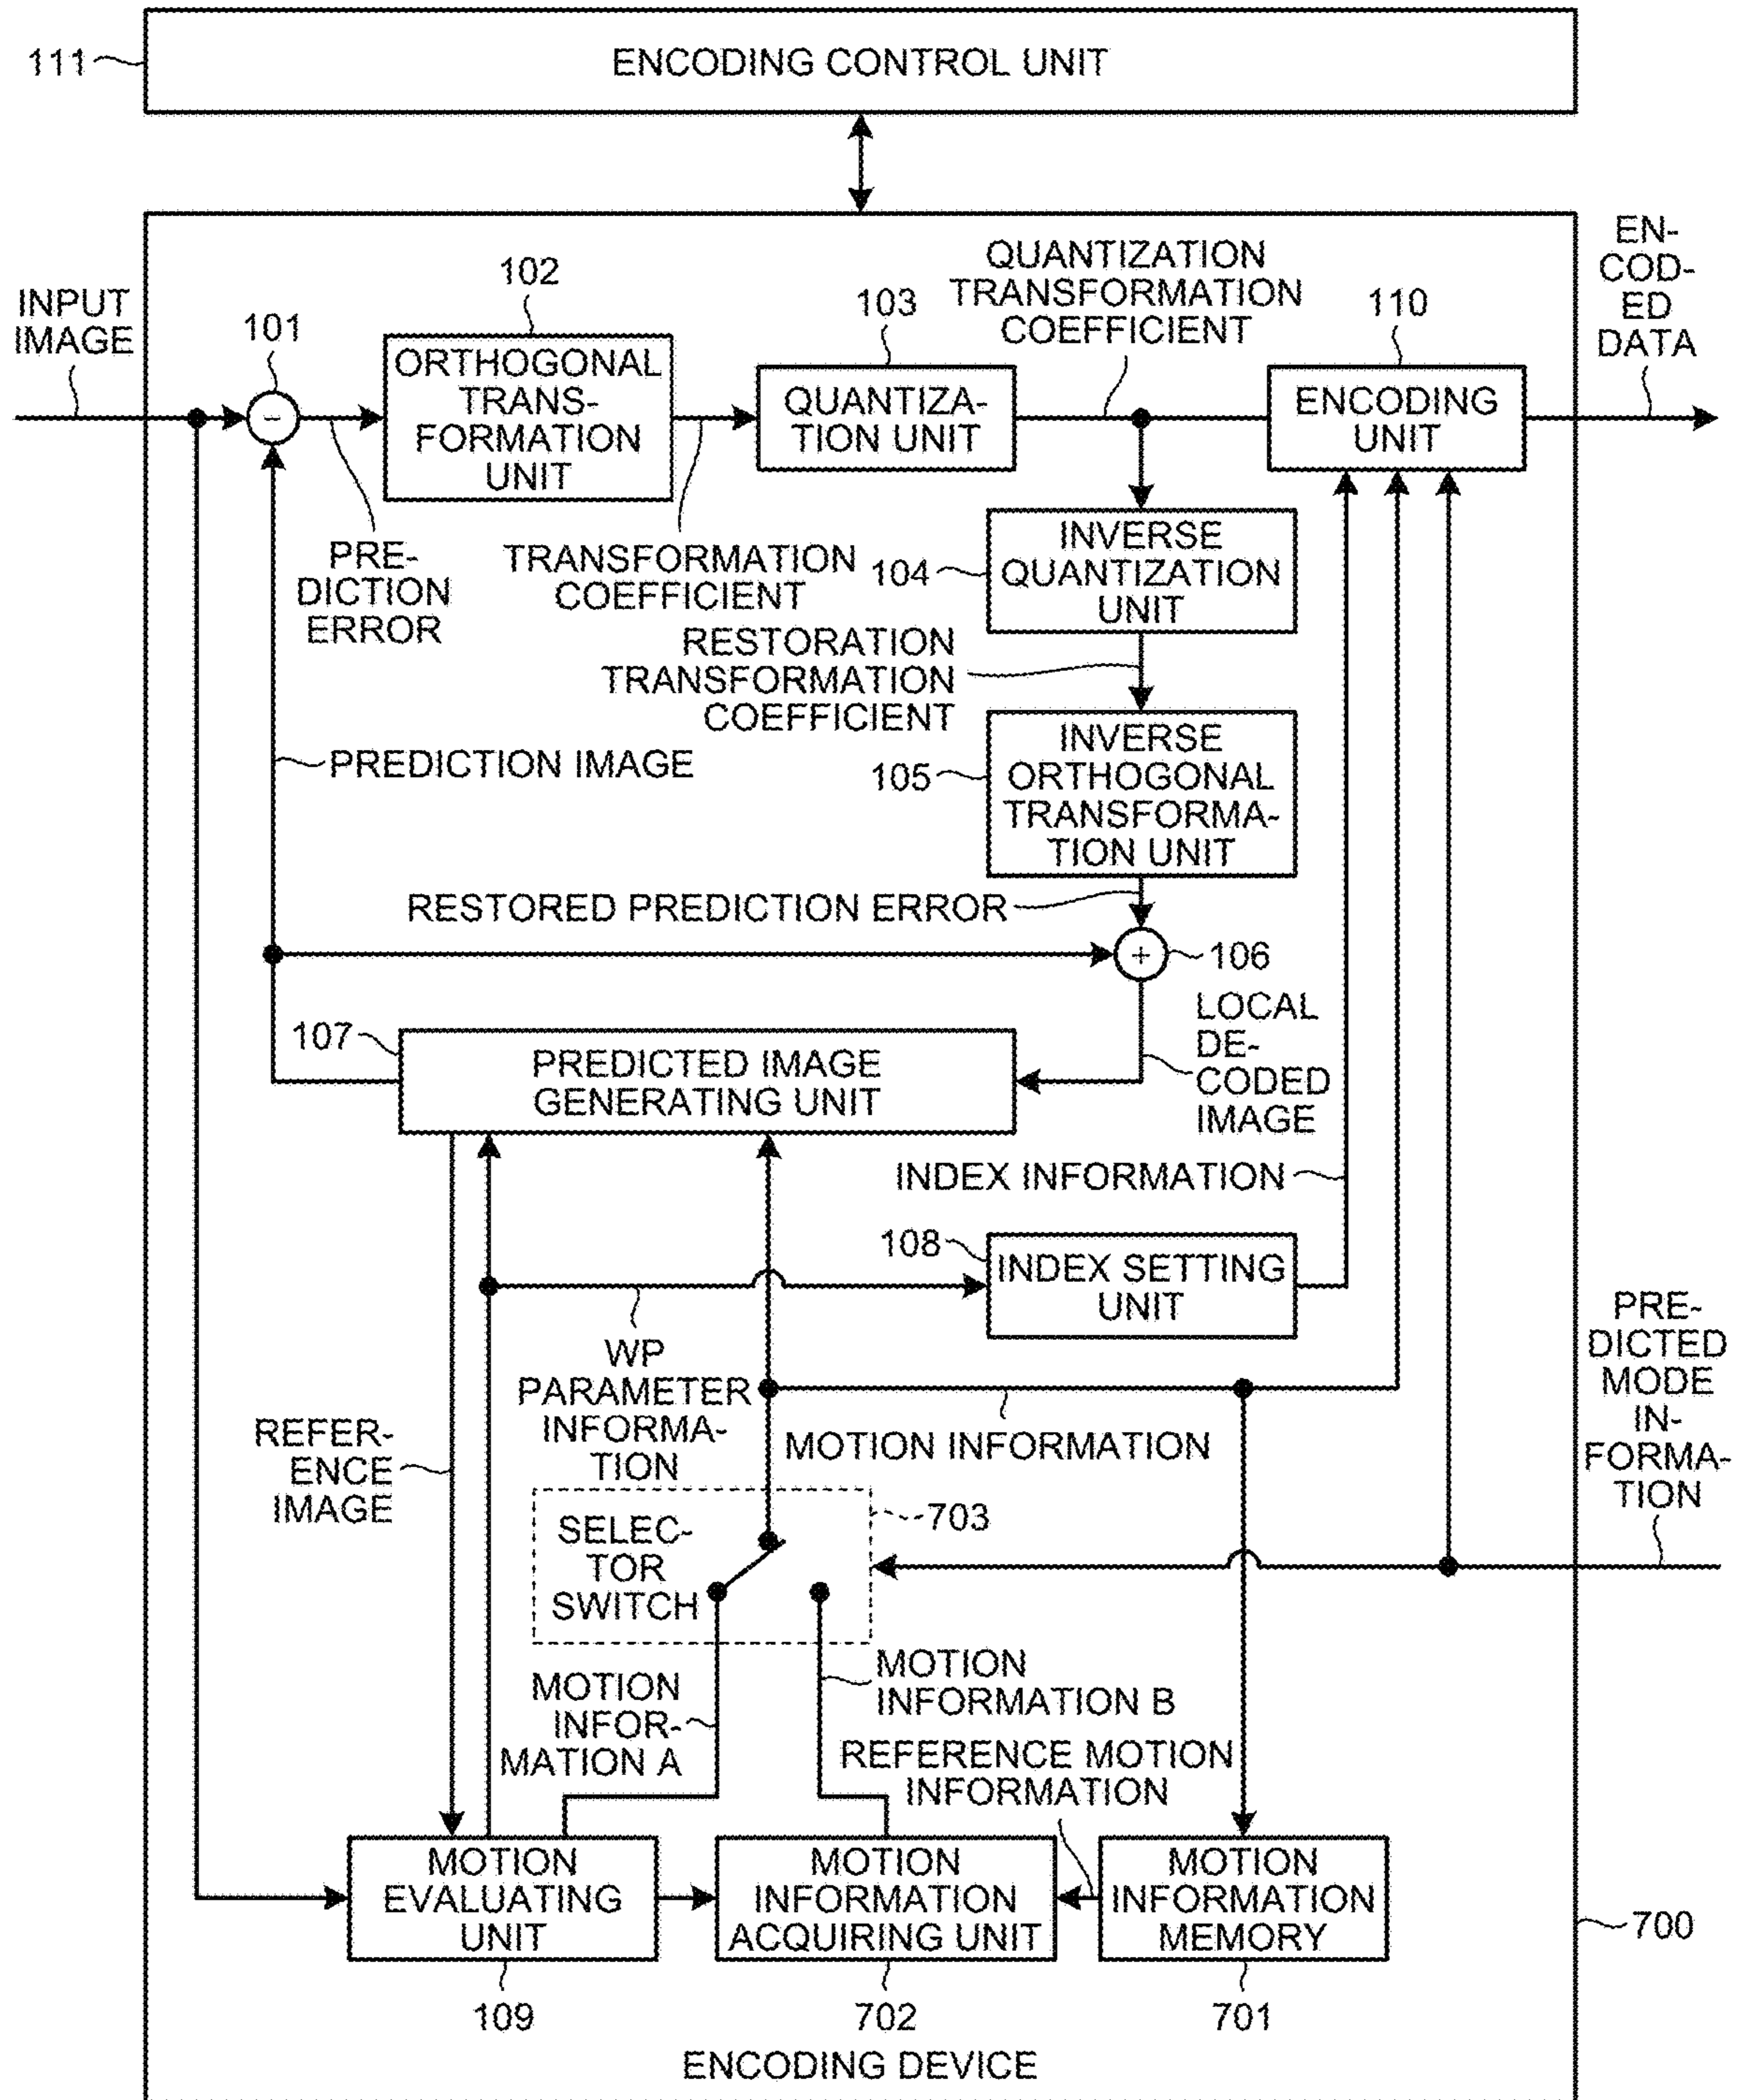 111
ENCODING CONTROL UNIT
INPUT
IMAGE
101
102
ORTHOGONAL
TRANS-
FORMATION
UNIT
103
QUANTIZA-
TION UNIT
QUANTIZATION
TRANSFORMATION
COEFFICIENT
110
ENCODING
UNIT
EN-
COD-
ED
DATA
-
PRE-
DICTION
ERROR
TRANSFORMATION
COEFFICIENT
104
INVERSE
QUANTIZATION
UNIT
RESTORATION
TRANSFORMATION
COEFFICIENT
PREDICTION IMAGE
105
INVERSE
ORTHOGONAL
TRANSFORMA-
TION UNIT
RESTORED PREDICTION ERROR
+
106
107
PREDICTED IMAGE
GENERATING UNIT
LOCAL
DE-
CODED
IMAGE
INDEX INFORMATION
108
INDEX SETTING
UNIT
WP
PARAMETER
INFORMA-
TION
MOTION INFORMATION
PRE-
DICTED
MODE
IN-
FORMA-
TION
REFER-
ENCE
IMAGE
SELEC-
TOR
SWITCH
703
MOTION
INFOR-
MATION A
MOTION
INFORMATION B
REFERENCE MOTION
INFORMATION
MOTION
EVALUATING
UNIT
MOTION
INFORMATION
ACQUIRING UNIT
MOTION
INFORMATION
MEMORY
700
109
702
701
ENCODING DEVICE